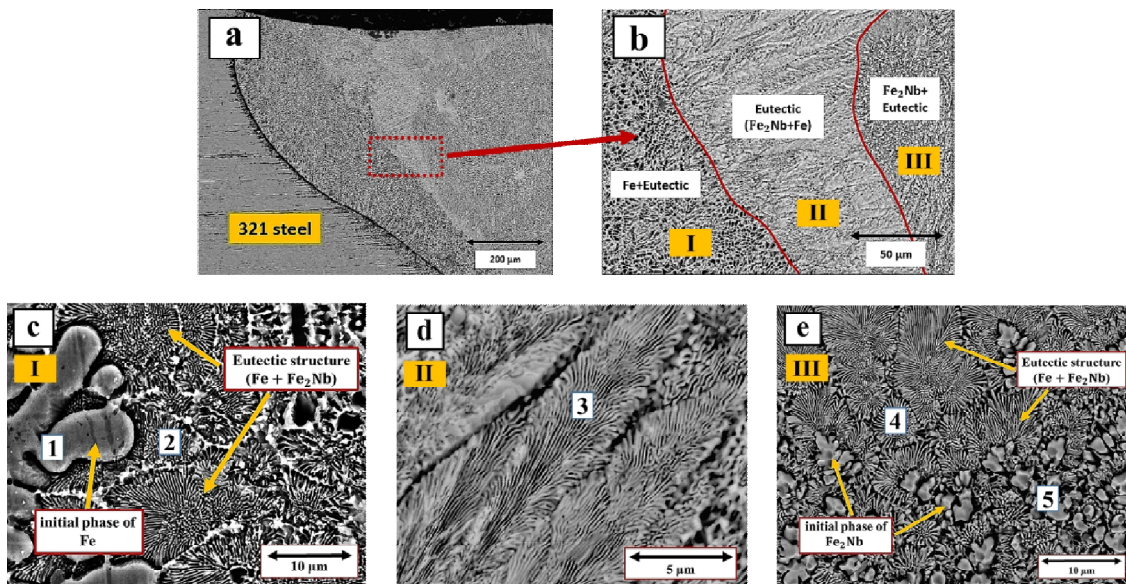 a
321 steel
200 µm
b
Fe₂Nb+
Eutectic
Eutectic
(Fe₂Nb+Fe)
III
Fe+Eutectic
II
I
50 µm
c
I
Eutectic structure
(Fe + Fe₂Nb)
1
2
initial phase of
Fe
10 µm
d
II
3
5 µm
e
III
Eutectic structure
(Fe + Fe₂Nb)
4
5
initial phase of
Fe₂Nb
10 µm